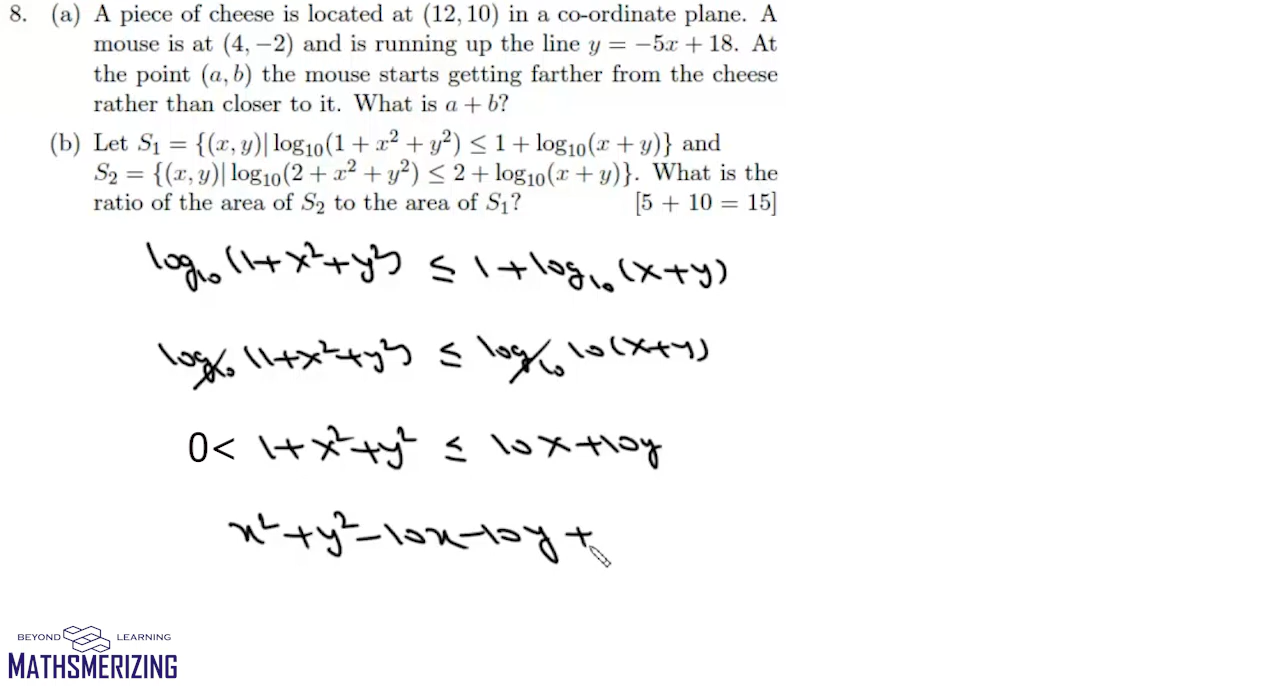 8. (a) A piece of cheese is located at (12, 10) in a co-ordinate plane. A
mouse is at (4, −2) and is running up the line y = −5x + 18. At
the point (a, b) the mouse starts getting farther from the cheese
rather than closer to it. What is a + b?
(b) Let S₁ = {(x, y)| log₁₀(1 + x² + y²) ≤ 1 + log₁₀(x + y)} and
S₂ = {(x, y)| log₁₀(2 + x² + y²) ≤ 2 + log₁₀(x + y)}. What is the
ratio of the area of S₂ to the area of S₁? [5 + 10 = 15]
log₁₀ (1+x²+y²) ≤ 1+log₁₀ (x+y)
log₁₀ (1+x²+y²) ≤ log₁₀ 10(x+y)
0< 1+x²+y² ≤ 10x+10y
x²+y²−10x−10y+
BEYOND LEARNING
MATHSMERIZING